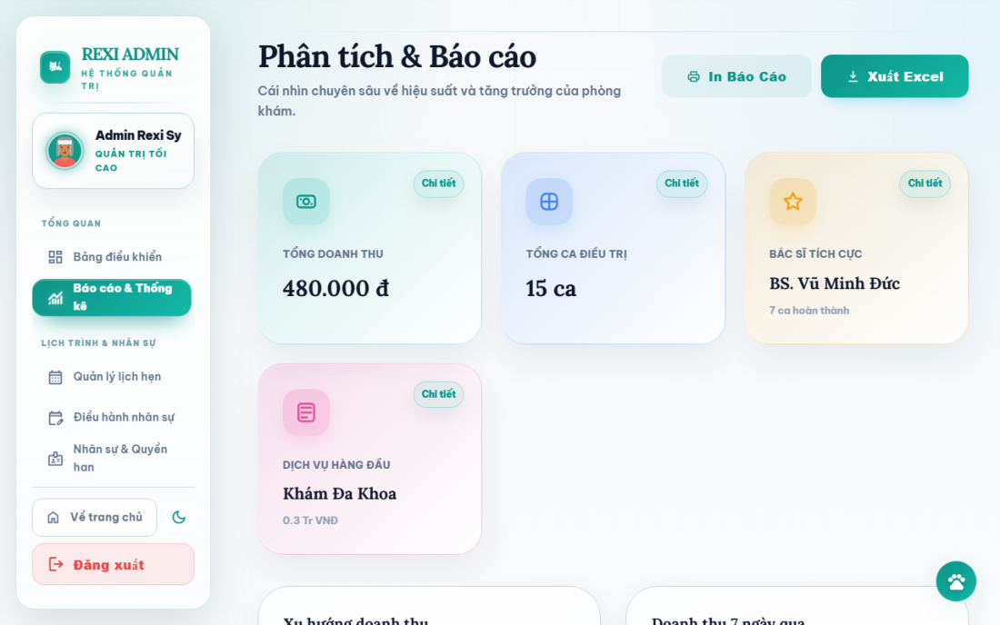 REXI ADMIN
HỆ THỐNG QUẢN
TRỊ
Admin Rexi Sy
QUẢN TRỊ TỐI
CAO
TỔNG QUAN
Bảng điều khiển
Báo cáo & Thống
kê
LỊCH TRÌNH & NHÂN SỰ
Quản lý lịch hẹn
Điều hành nhân sự
Nhân sự & Quyền
hạn
Về trang chủ
Đăng xuất
Phân tích & Báo cáo
Cái nhìn chuyên sâu về hiệu suất và tăng trưởng của phòng
khám.
In Báo Cáo
Xuất Excel
Chi tiết
TỔNG DOANH THU
480.000 đ
Chi tiết
TỔNG CA ĐIỀU TRỊ
15 ca
Chi tiết
BÁC SĨ TÍCH CỰC
BS. Vũ Minh Đức
7 ca hoàn thành
Chi tiết
DỊCH VỤ HÀNG ĐẦU
Khám Đa Khoa
0.3 Tr VNĐ
Xu hướng doanh thu
Doanh thu 7 ngày qua